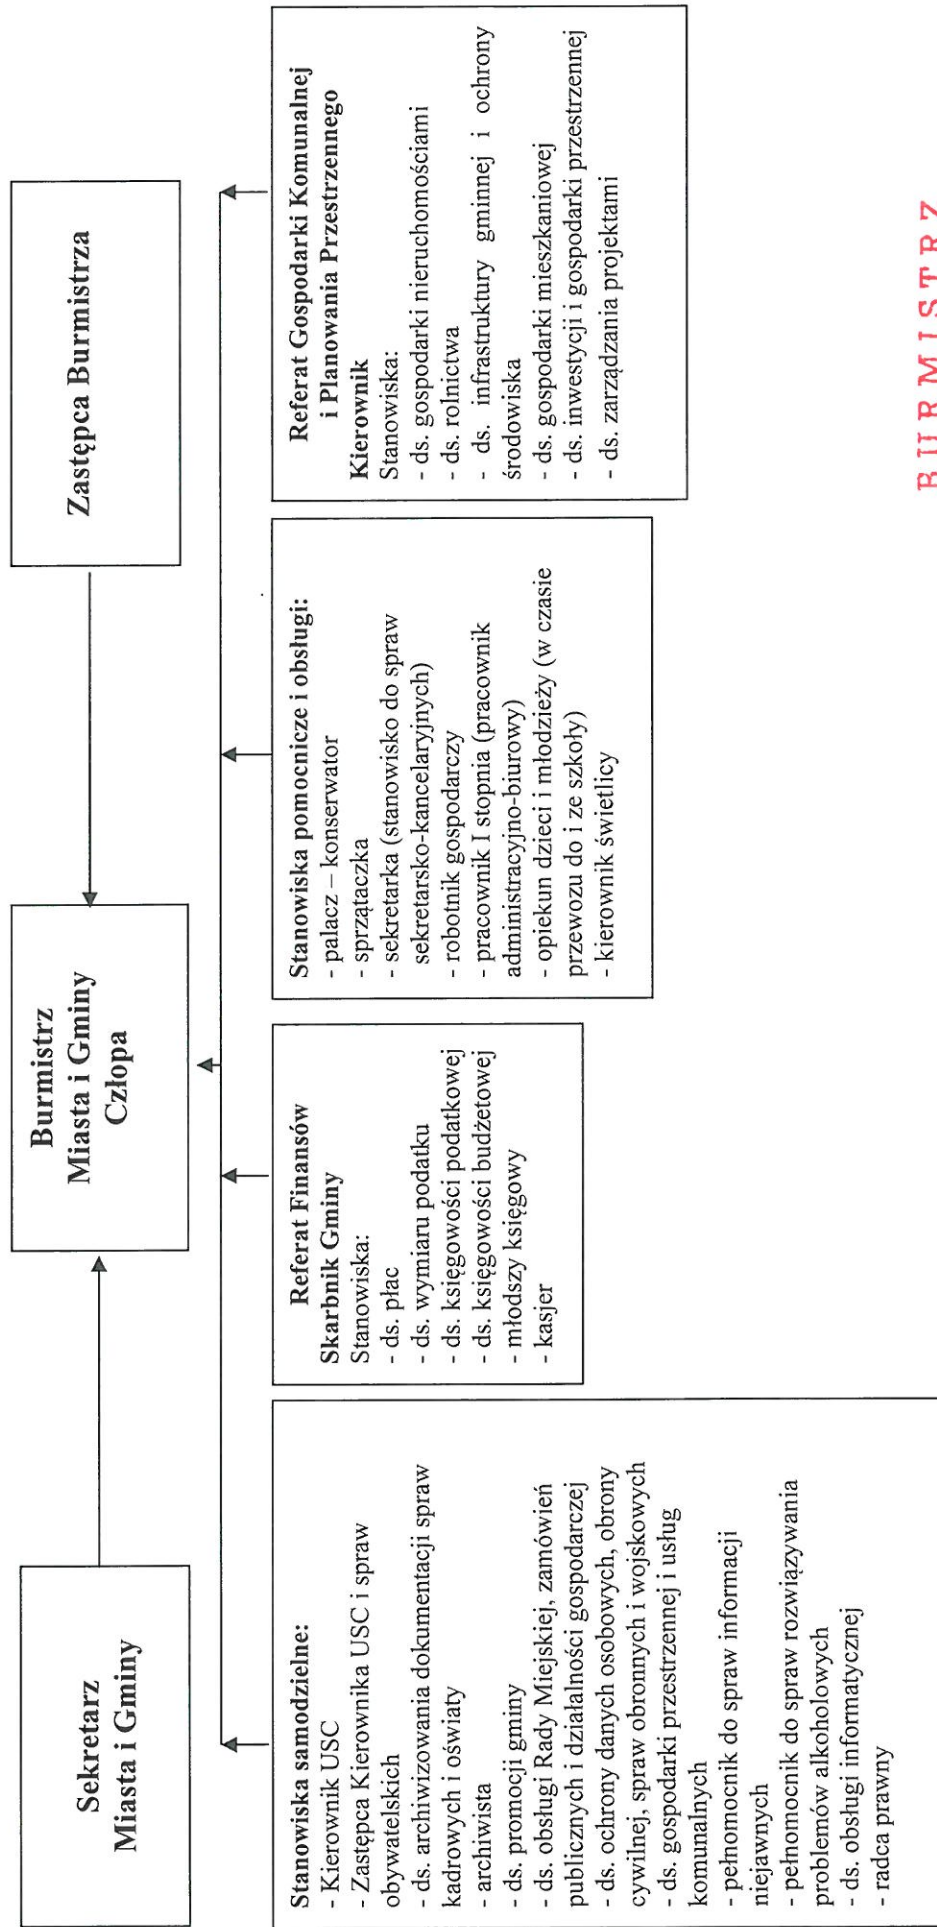 Sekretarz
Miasta i Gminy
Burmistrz
Miasta i Gminy
Człopa
Zastępca Burmistrza
Stanowiska samodzielne:
- Kierownik USC
- Zastępca Kierownika USC i spraw
obywatelskich
- ds. archiwizowania dokumentacji spraw
kadrowych i oświaty
- archiwista
- ds. promocji gminy
- ds. obsługi Rady Miejskiej, zamówień
publicznych i działalności gospodarczej
- ds. ochrony danych osobowych, obrony
cywilnej, spraw obronnych i wojskowych
- ds. gospodarki przestrzennej i usług
komunalnych
- pełnomocnik do spraw informacji
niejawnych
- pełnomocnik do spraw rozwiązywania
problemów alkoholowych
- ds. obsługi informatycznej
- radca prawny
Referat Finansów
Skarbnik Gminy
Stanowiska:
- ds. płac
- ds. wymiaru podatku
- ds. księgowości podatkowej
- ds. księgowości budżetowej
- młodszy księgowy
- kasjer
Stanowiska pomocnicze i obsługi:
- palacz – konserwator
- sprzątaczka
- sekretarka (stanowisko do spraw
sekretarsko-kancelaryjnych)
- robotnik gospodarczy
- pracownik I stopnia (pracownik
administracyjno-biurowy)
- opiekun dzieci i młodzieży (w czasie
przewozu do i ze szkoły)
- kierownik świetlicy
Referat Gospodarki Komunalnej
i Planowania Przestrzennego
Kierownik
Stanowiska:
- ds. gospodarki nieruchomościami
- ds. rolnictwa
- ds. infrastruktury gminnej i ochrony
środowiska
- ds. gospodarki mieszkaniowej
- ds. inwestycji i gospodarki przestrzennej
- ds. zarządzania projektami
BURMISTRZ